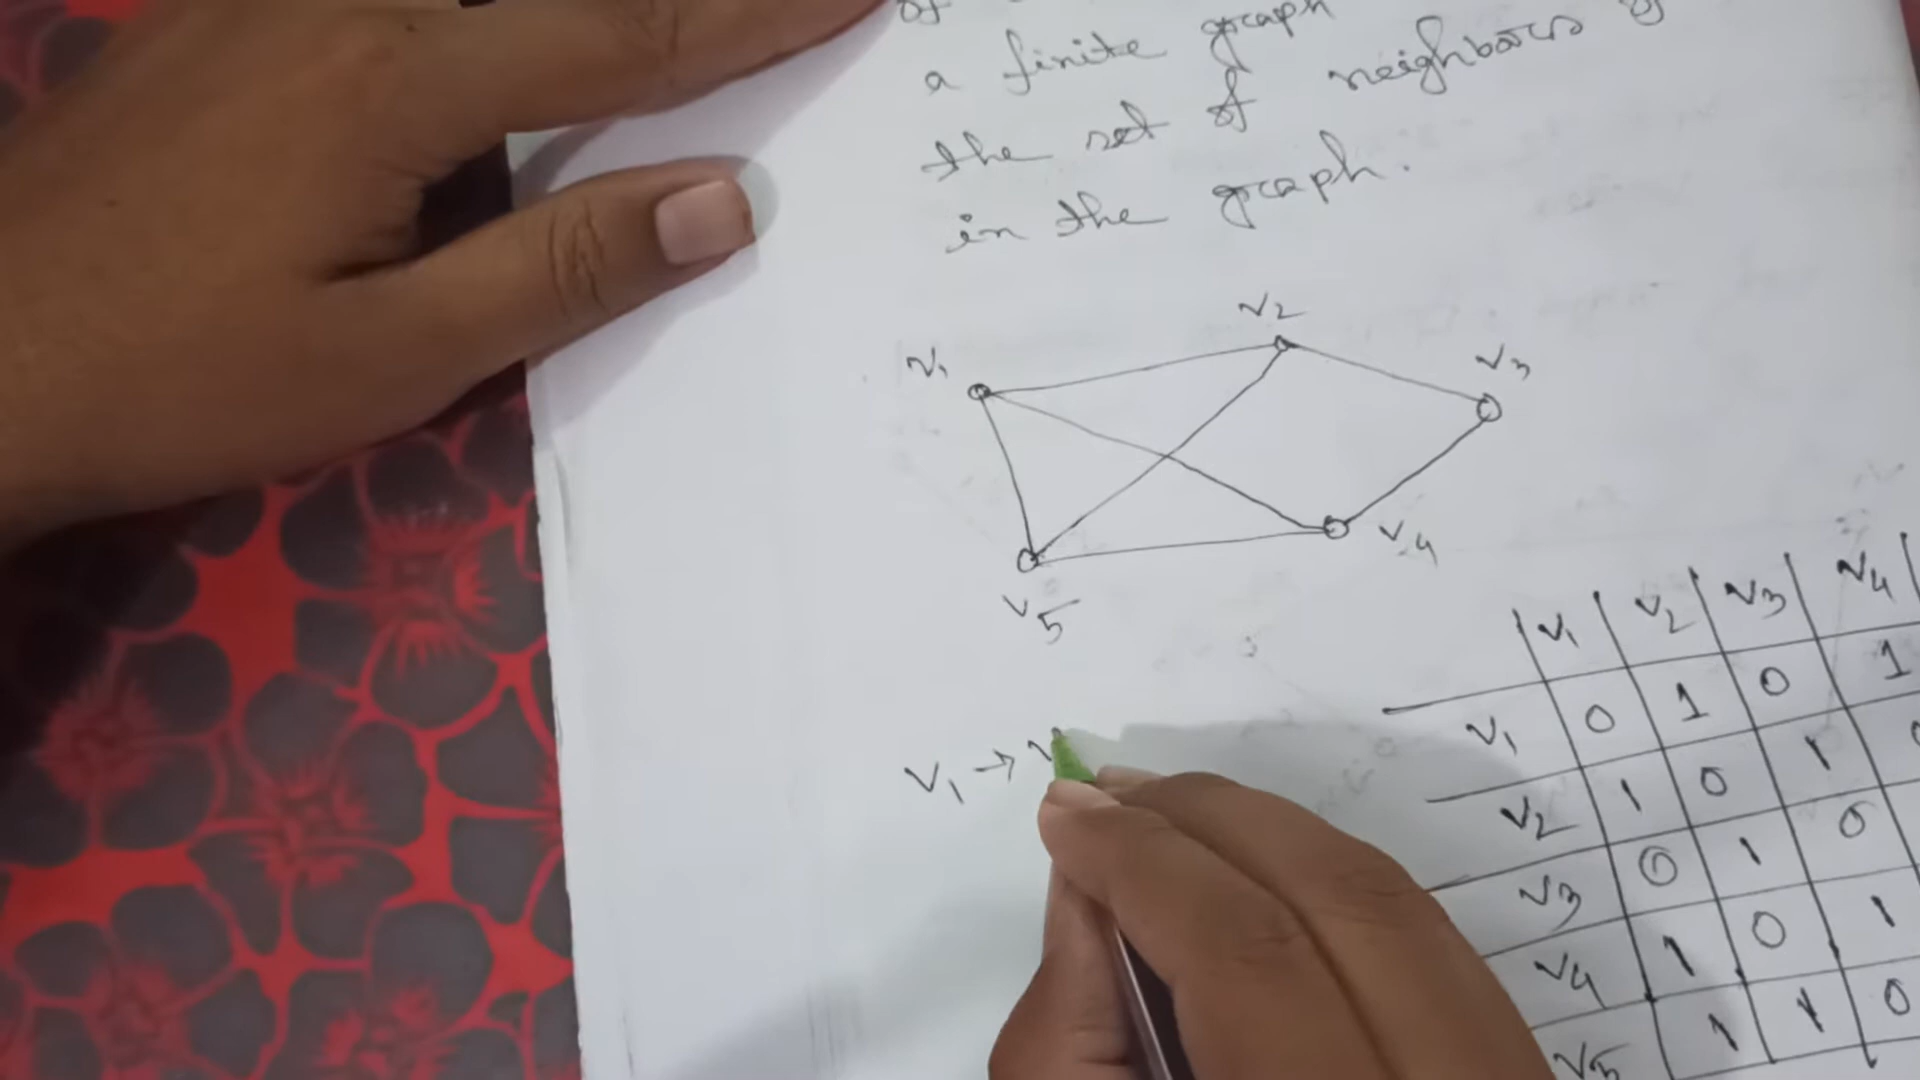 of
a finite graph
the set of neighbors of
in the graph.
v2
v1
v3
v4
v5
v1 v2 v3 v4
v1 0 1 0 1
v2 1 0 1 0
v3 0 1 0
v4 1 0 1
v5 1 1 0
v1 → v